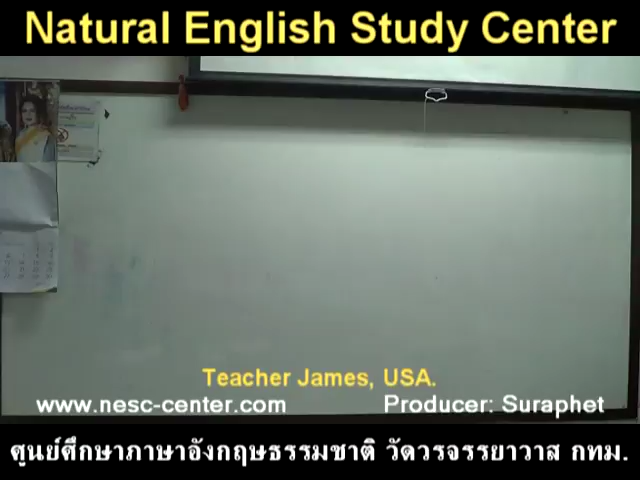 Natural English Study Center
Teacher James, USA.
www.nesc-center.com
Producer: Suraphet
ศูนย์ศึกษาภาษาอังกฤษธรรมชาติ วัดวรจรรยาวาส กทม.